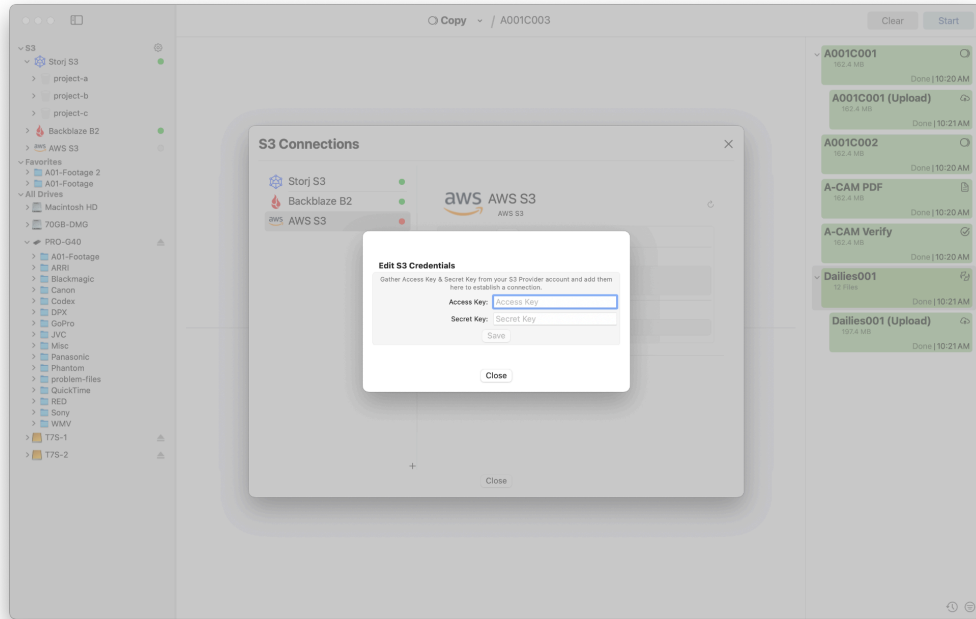 Copy / A001C003
Clear
Start
S3
Storj S3
project-a
project-b
project-c
Backblaze B2
aws AWS S3
Favorites
A01-Footage 2
A01-Footage
All Drives
Macintosh HD
70GB-DMG
PRO-G40
A01-Footage
ARRI
Blackmagic
Canon
Codex
DPX
GoPro
JVC
Misc
Panasonic
Phantom
problem-files
QuickTime
RED
Sony
WMV
T7S-1
T7S-2
S3 Connections
Storj S3
Backblaze B2
aws AWS S3
aws AWS S3
AWS S3
Edit S3 Credentials
Gather Access Key & Secret Key from your S3 Provider account and add them
here to establish a connection.
Access Key: Access Key
Secret Key: Secret Key
Save
Close
+
Close
A001C001
162.4 MB
Done | 10:20 AM
A001C001 (Upload)
162.4 MB
Done | 10:21 AM
A001C002
162.4 MB
Done | 10:20 AM
A-CAM PDF
162.4 MB
Done | 10:20 AM
A-CAM Verify
162.4 MB
Done | 10:20 AM
Dailies001
12 Files
Done | 10:21 AM
Dailies001 (Upload)
Done | 10:21 AM